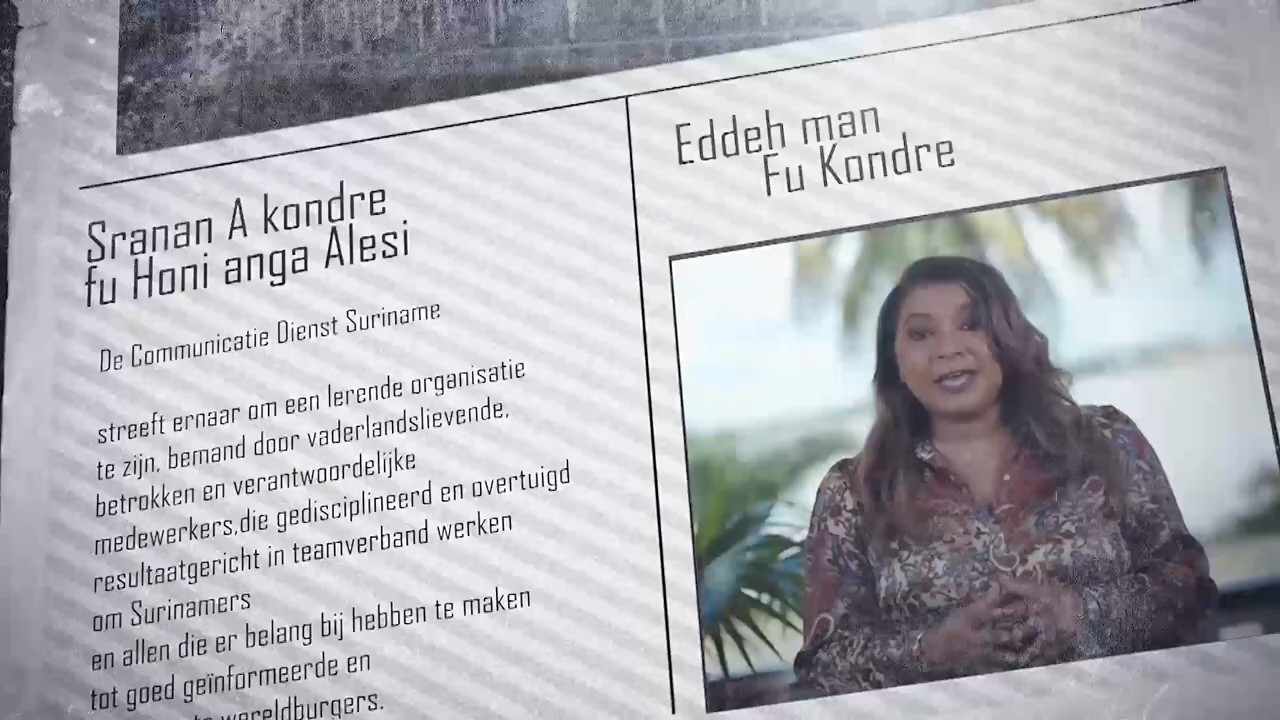 Sranan A kondre
fu Honi anga Alesi
De Communicatie Dienst Suriname
streeft ernaar om een lerende organisatie
te zijn, bemand door vaderlandslievende,
betrokken en verantwoordelijke
medewerkers,die gedisciplineerd en overtuigd
resultaatgericht in teamverband werken
om Surinamers
en allen die er belang bij hebben te maken
tot goed geïnformeerde en
wereldburgers.
Eddeh man
Fu Kondre